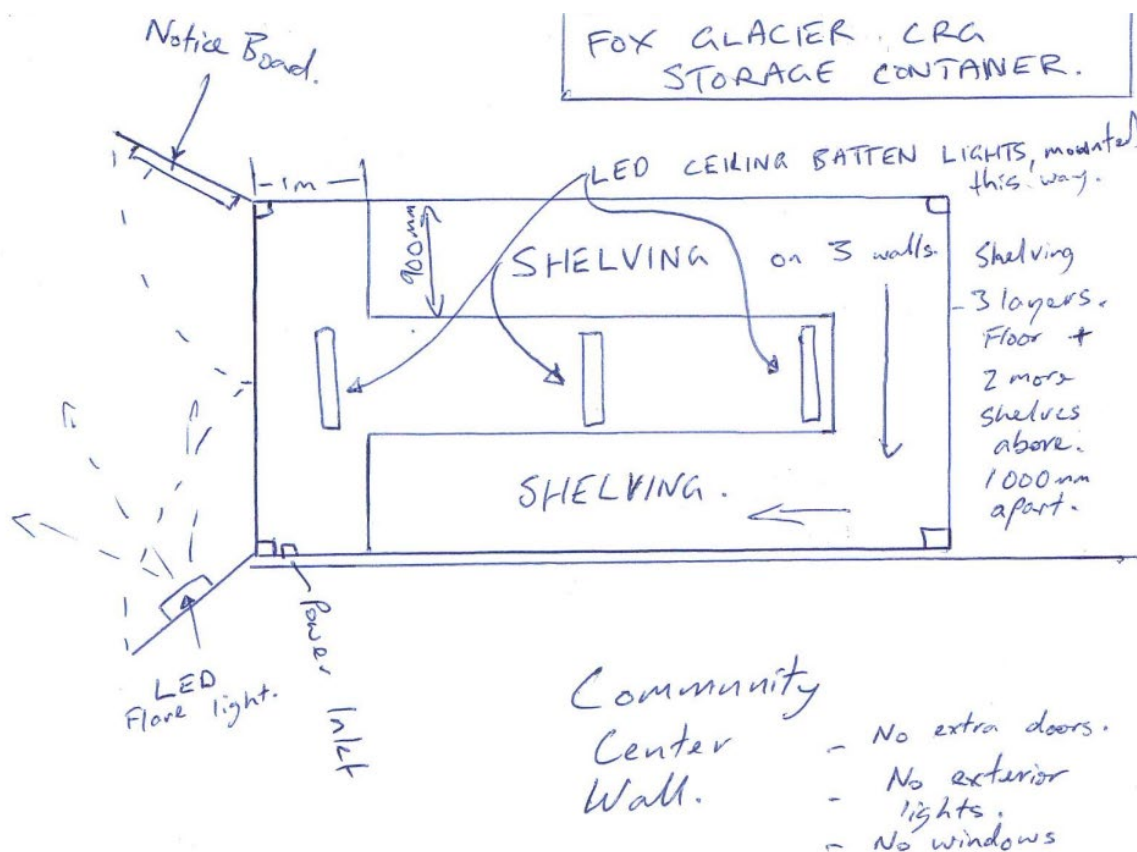 Notice Board.
FOX GLACIER CRG
STORAGE CONTAINER.
1m
LED CEILING BATTEN LIGHTS, mounted
this way.
900mm
SHELVING on 3 walls.
Shelving
- 3 layers.
Floor +
2 more
shelves
above.
1000mm
apart.
SHELVING.
Power Inlet
LED
Flare light.
Community
Center
Wall.
- No extra doors.
- No exterior
lights.
- No windows